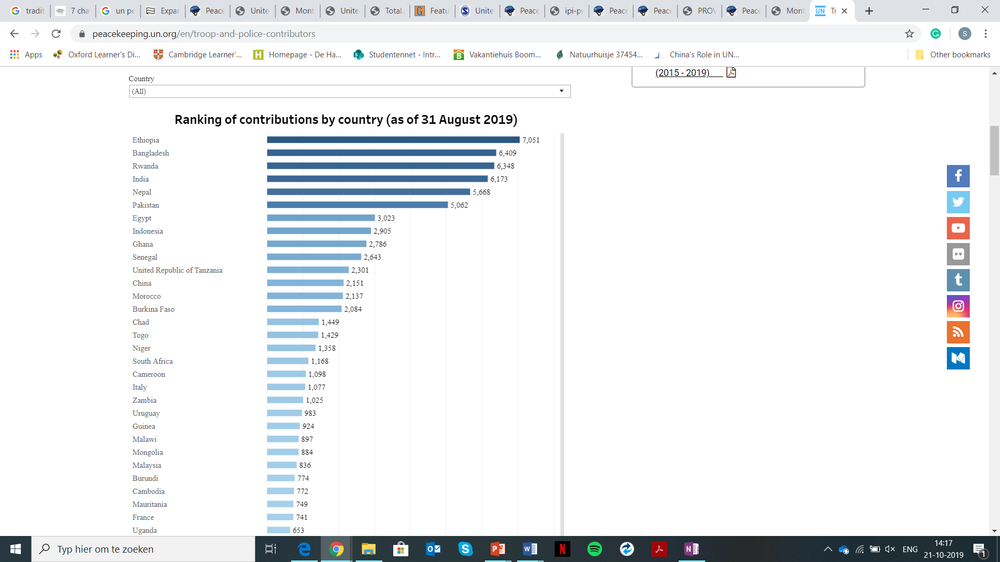 tradit 7 cha un pe Expar Peace Unite Mont Unite Total. Featu Unite Peace ipi-pu Peace Peace PROV Peace Mont UN Tr
peacekeeping.un.org/en/troop-and-police-contributors
Apps Oxford Learner's Di... Cambridge Learner'... Homepage - De Ha... Studentennet - Intr... Vakantiehuis Boom... Natuurhuisje 37454... China's Role in UN... Other bookmarks
(2015 - 2019)
Country
(All)
Ranking of contributions by country (as of 31 August 2019)
Ethiopia 7,051
Bangladesh 6,409
Rwanda 6,348
India 6,173
Nepal 5,668
Pakistan 5,062
Egypt 3,023
Indonesia 2,905
Ghana 2,786
Senegal 2,643
United Republic of Tanzania 2,301
China 2,151
Morocco 2,137
Burkina Faso 2,084
Chad 1,449
Togo 1,429
Niger 1,358
South Africa 1,168
Cameroon 1,098
Italy 1,077
Zambia 1,025
Uruguay 983
Guinea 924
Malawi 897
Mongolia 884
Malaysia 836
Burundi 774
Cambodia 772
Mauritania 749
France 741
Uganda 653
Typ hier om te zoeken
ENG
14:17
21-10-2019
1